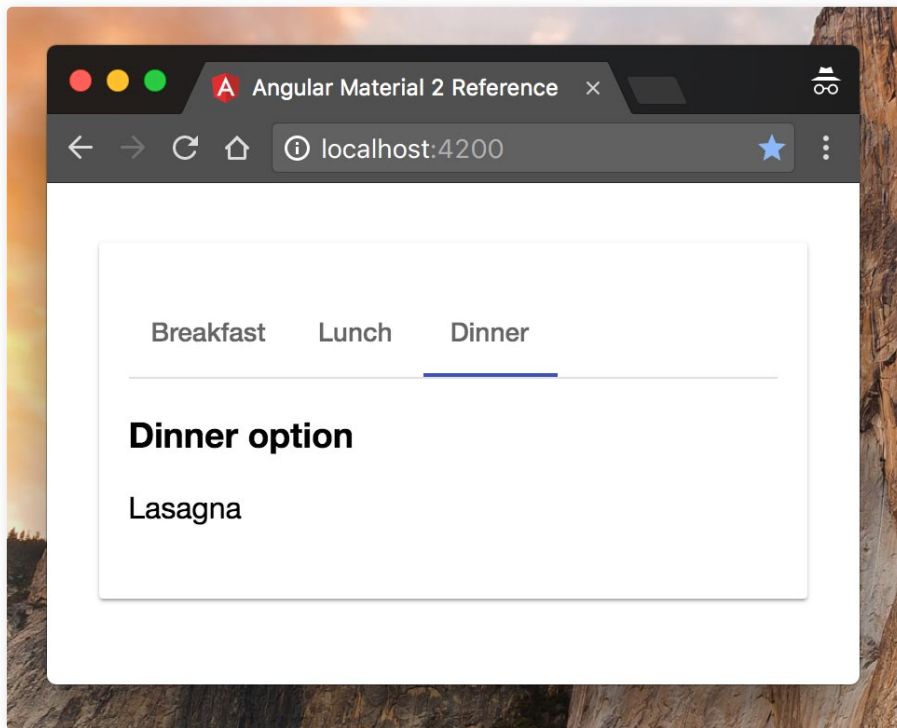 Angular Material 2 Reference
localhost:4200
Breakfast Lunch Dinner
Dinner option
Lasagna